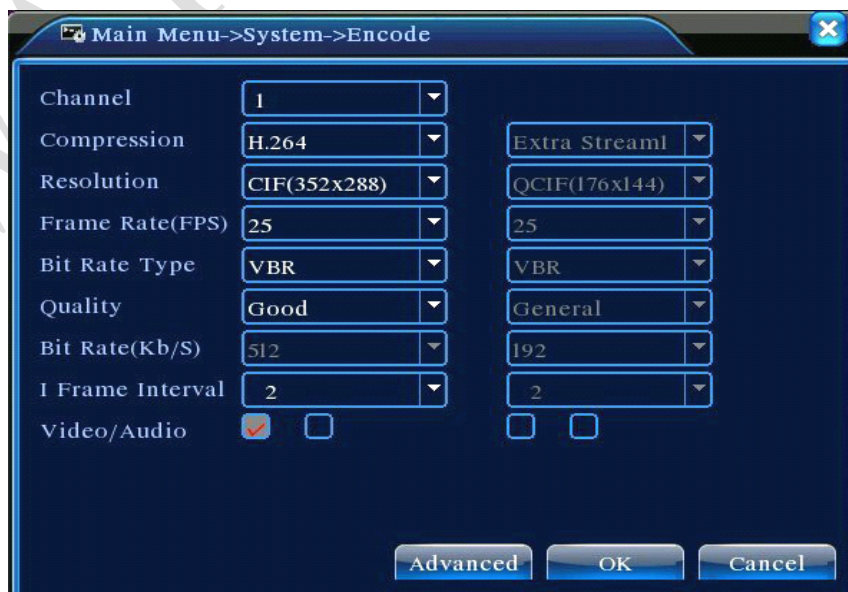 Main Menu->System->Encode
Channel 1
Compression H.264 Extra Stream1
Resolution CIF(352x288) QCIF(176x144)
Frame Rate(FPS) 25 25
Bit Rate Type VBR VBR
Quality Good General
Bit Rate(Kb/S) 512 192
I Frame Interval 2 2
Video/Audio
Advanced OK Cancel